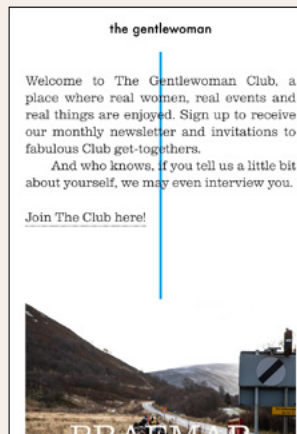 the gentlewoman
Welcome to The Gentlewoman Club, a
place where real women, real events and
real things are enjoyed. Sign up to receive
our monthly newsletter and invitations to
fabulous Club get-togethers.
And who knows, if you tell us a little bit
about yourself, we may even interview you.
Join The Club here!
BRAEMAR